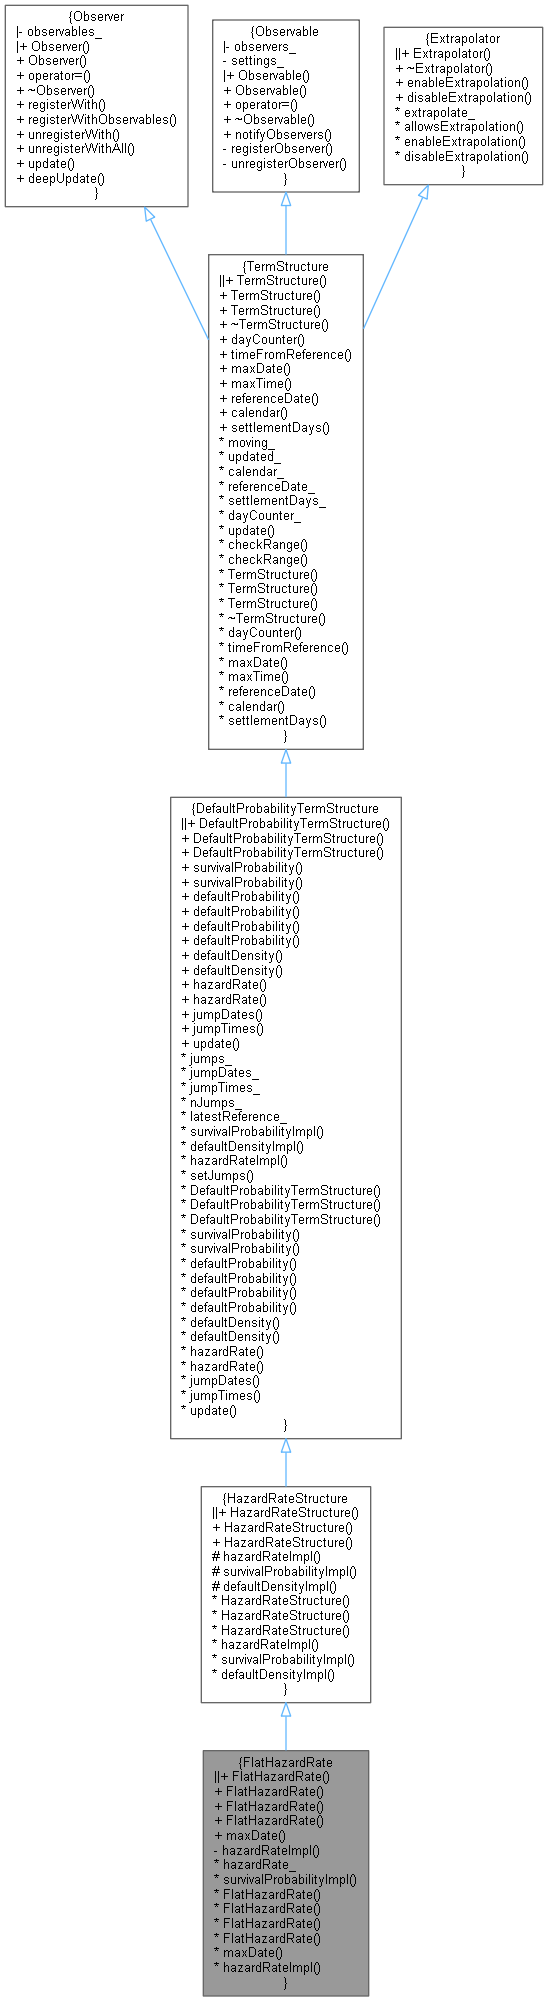 {Observer
|- observables_
|+ Observer()
+ Observer()
+ operator=()
+ ~Observer()
+ registerWith()
+ registerWithObservables()
+ unregisterWith()
+ unregisterWithAll()
+ update()
+ deepUpdate()
}
{Observable
|- observers_
- settings_
|+ Observable()
+ Observable()
+ operator=()
+ ~Observable()
+ notifyObservers()
- registerObserver()
- unregisterObserver()
}
{Extrapolator
||+ Extrapolator()
+ ~Extrapolator()
+ enableExtrapolation()
+ disableExtrapolation()
* extrapolate_
* allowsExtrapolation()
* enableExtrapolation()
* disableExtrapolation()
}
{TermStructure
||+ TermStructure()
+ TermStructure()
+ TermStructure()
+ ~TermStructure()
+ dayCounter()
+ timeFromReference()
+ maxDate()
+ maxTime()
+ referenceDate()
+ calendar()
+ settlementDays()
* moving_
* updated_
* calendar_
* referenceDate_
* settlementDays_
* dayCounter_
* update()
* checkRange()
* checkRange()
* TermStructure()
* TermStructure()
* TermStructure()
* ~TermStructure()
* dayCounter()
* timeFromReference()
* maxDate()
* maxTime()
* referenceDate()
* calendar()
* settlementDays()
}
{DefaultProbabilityTermStructure
||+ DefaultProbabilityTermStructure()
+ DefaultProbabilityTermStructure()
+ DefaultProbabilityTermStructure()
+ survivalProbability()
+ survivalProbability()
+ defaultProbability()
+ defaultProbability()
+ defaultProbability()
+ defaultProbability()
+ defaultDensity()
+ defaultDensity()
+ hazardRate()
+ hazardRate()
+ jumpDates()
+ jumpTimes()
+ update()
* jumps_
* jumpDates_
* jumpTimes_
* nJumps_
* latestReference_
* survivalProbabilityImpl()
* defaultDensityImpl()
* hazardRateImpl()
* setJumps()
* DefaultProbabilityTermStructure()
* DefaultProbabilityTermStructure()
* DefaultProbabilityTermStructure()
* survivalProbability()
* survivalProbability()
* defaultProbability()
* defaultProbability()
* defaultProbability()
* defaultProbability()
* defaultDensity()
* defaultDensity()
* hazardRate()
* hazardRate()
* jumpDates()
* jumpTimes()
* update()
}
{HazardRateStructure
||+ HazardRateStructure()
+ HazardRateStructure()
+ HazardRateStructure()
# hazardRateImpl()
# survivalProbabilityImpl()
# defaultDensityImpl()
* HazardRateStructure()
* HazardRateStructure()
* HazardRateStructure()
* hazardRateImpl()
* survivalProbabilityImpl()
* defaultDensityImpl()
}
{FlatHazardRate
||+ FlatHazardRate()
+ FlatHazardRate()
+ FlatHazardRate()
+ FlatHazardRate()
+ maxDate()
- hazardRateImpl()
* hazardRate_
* survivalProbabilityImpl()
* FlatHazardRate()
* FlatHazardRate()
* FlatHazardRate()
* FlatHazardRate()
* maxDate()
* hazardRateImpl()
}